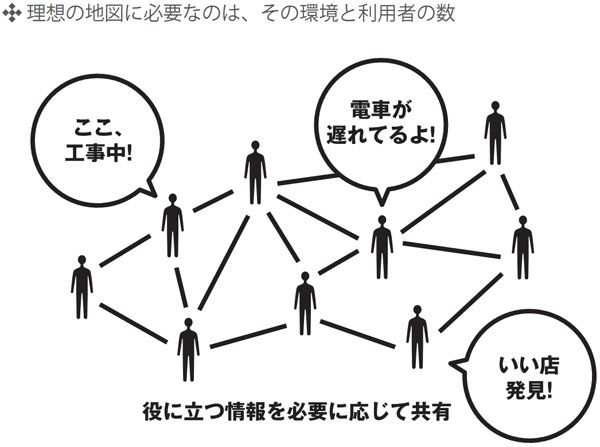 理想の地図に必要なのは、その環境と利用者の数
ここ、
工事中!
電車が
遅れてるよ!
いい店
発見!
役に立つ情報を必要に応じて共有